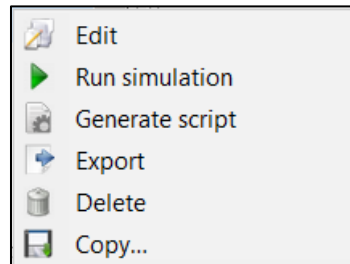 Edit
Run simulation
Generate script
Export
Delete
Copy...